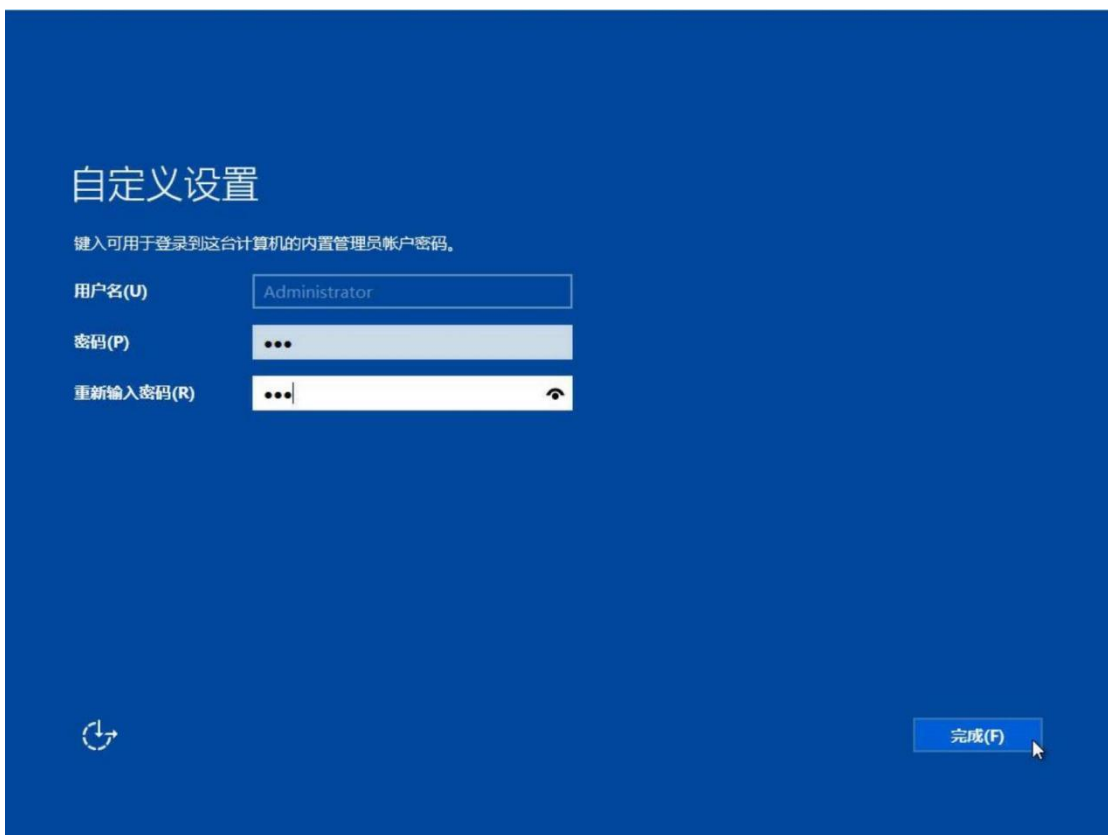 自定义设置
键入可用于登录到这台计算机的内置管理员帐户密码。
用户名(U) Administrator
密码(P) •••
重新输入密码(R) •••
完成(F)